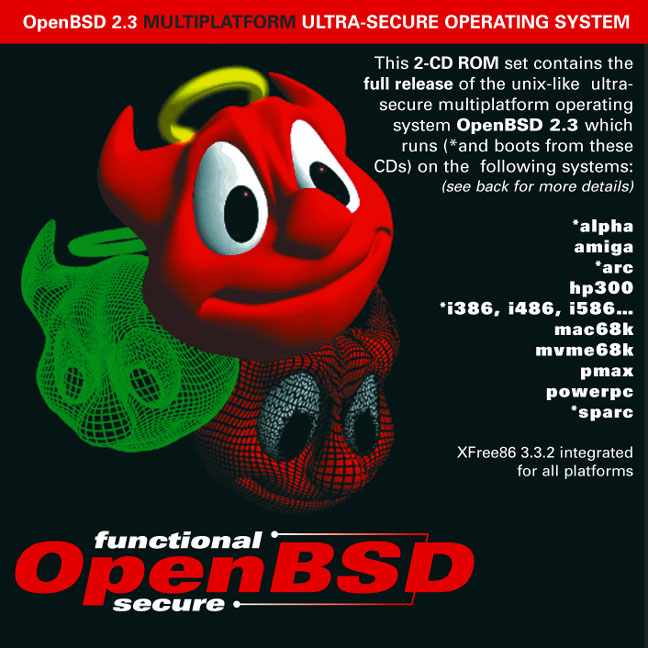 OpenBSD 2.3 MULTIPLATFORM ULTRA-SECURE OPERATING SYSTEM
This 2-CD ROM set contains the
full release of the unix-like ultra-
secure multiplatform operating
system OpenBSD 2.3 which
runs (*and boots from these
CDs) on the following systems:
(see back for more details)
*alpha
amiga
*arc
hp300
*i386, i486, i586...
mac68k
mvme68k
pmax
powerpc
*sparc
XFree86 3.3.2 integrated
for all platforms
functional
OpenBSD
secure